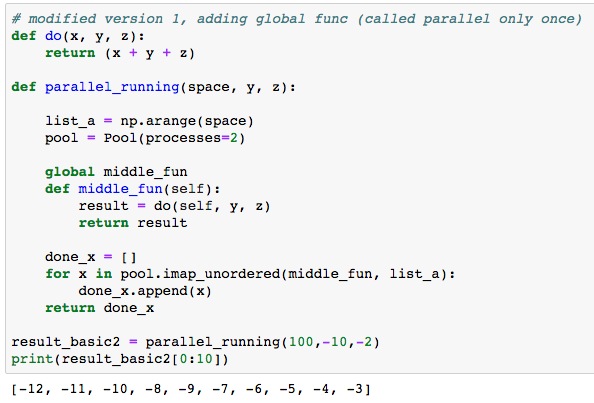 # modified version 1, adding global func (called parallel only once)
def do(x, y, z):
    return (x + y + z)
def parallel_running(space, y, z):
    list_a = np.arange(space)
    pool = Pool(processes=2)
    global middle_fun
    def middle_fun(self):
        result = do(self, y, z)
        return result
    done_x = []
    for x in pool.imap_unordered(middle_fun, list_a):
        done_x.append(x)
    return done_x
result_basic2 = parallel_running(100,-10,-2)
print(result_basic2[0:10])
[-12, -11, -10, -8, -9, -7, -6, -5, -4, -3]